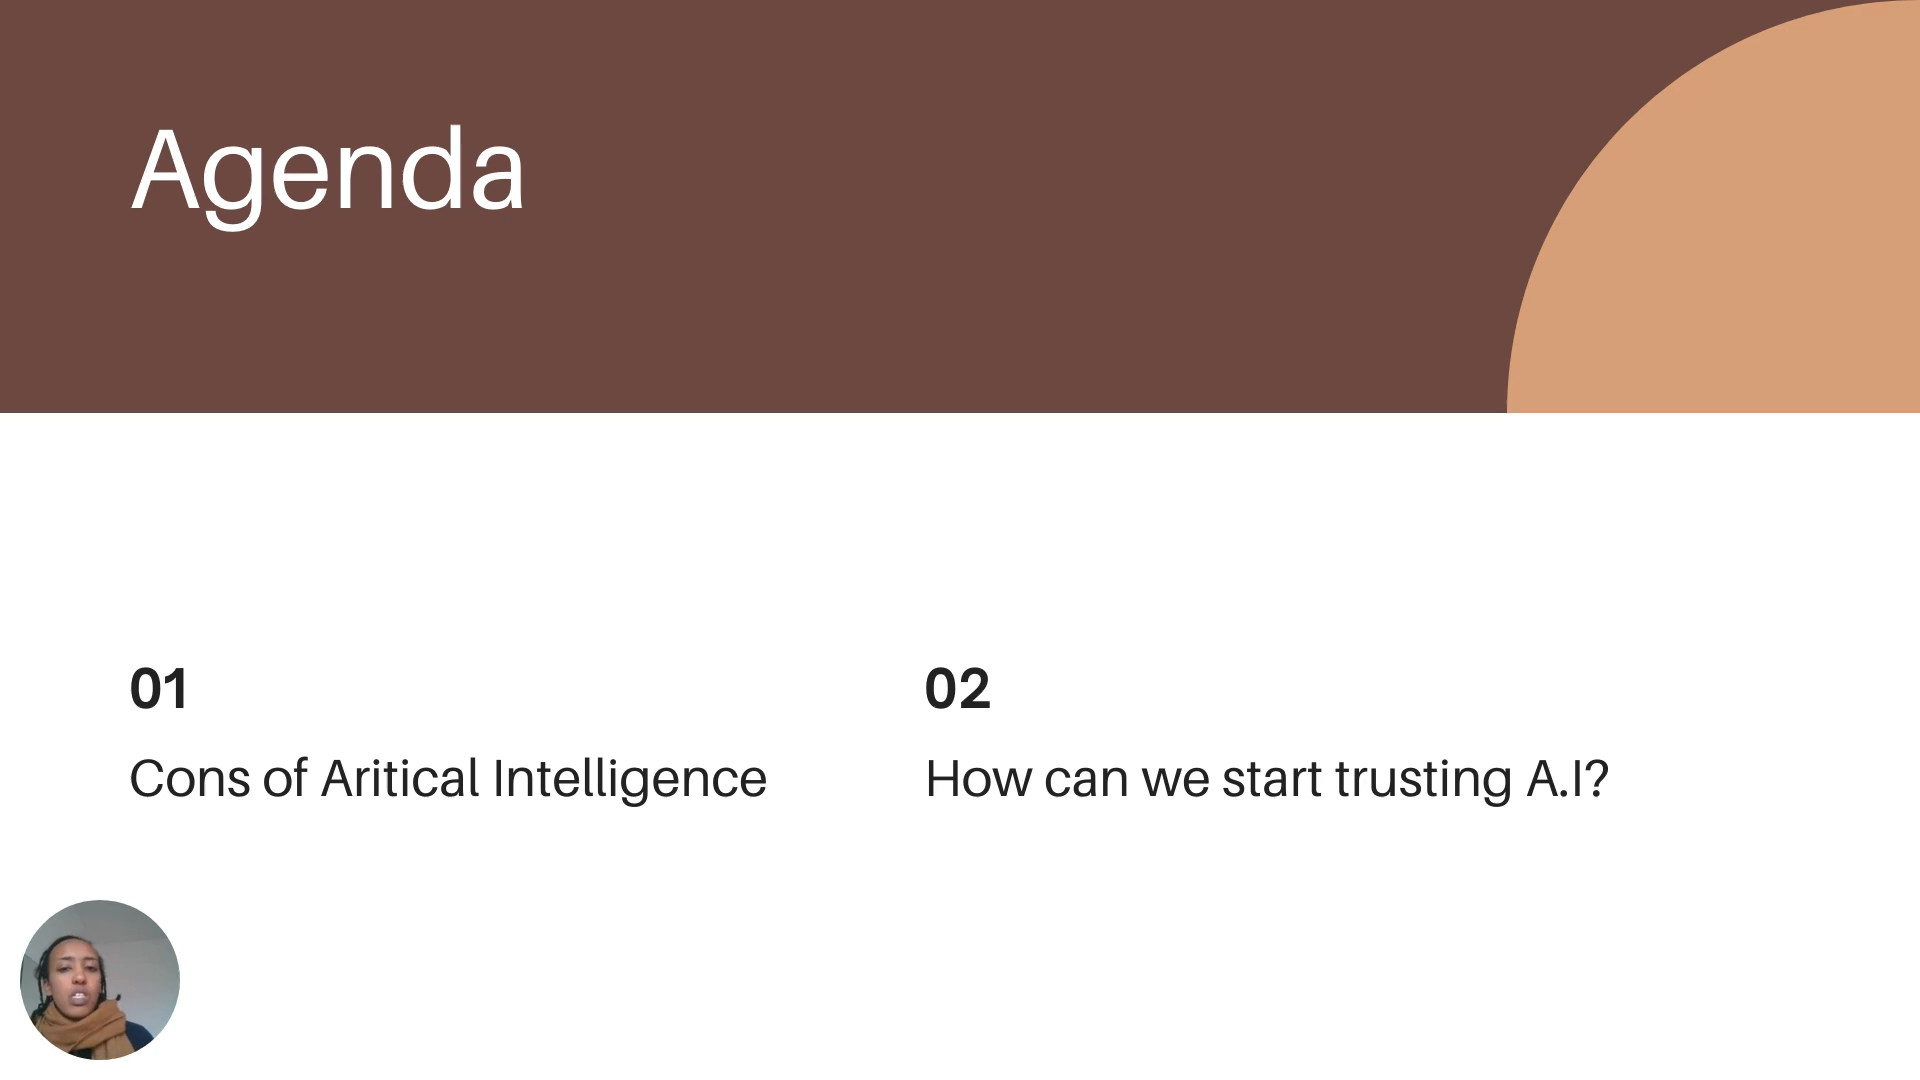 Agenda
01
Cons of Aritical Intelligence
02
How can we start trusting A.I?